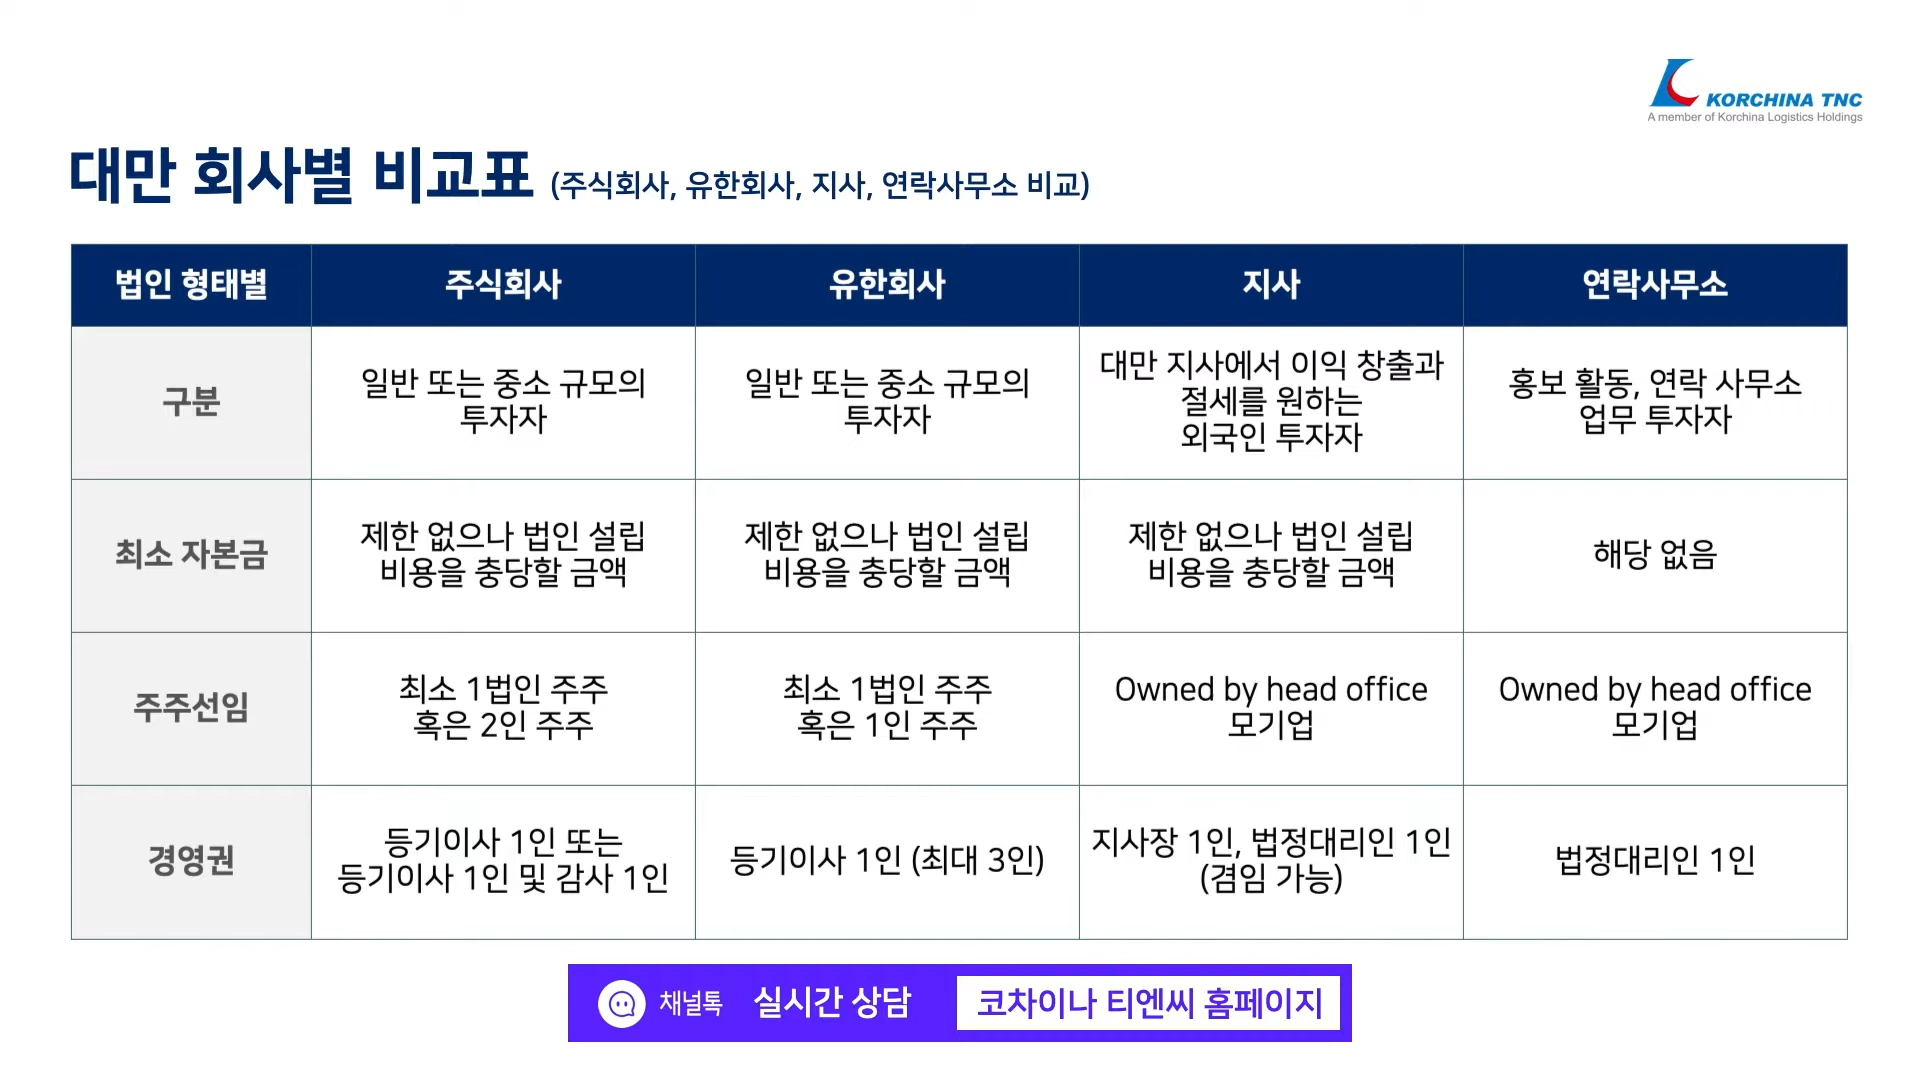 KORCHINA TNC
A member of Korchina Logistics Holdings
대만 회사별 비교표 (주식회사, 유한회사, 지사, 연락사무소 비교)
법인 형태별
주식회사
유한회사
지사
연락사무소
구분
일반 또는 중소 규모의
투자자
일반 또는 중소 규모의
투자자
대만 지사에서 이익 창출과
절세를 원하는
외국인 투자자
홍보 활동, 연락 사무소
업무 투자자
최소 자본금
제한 없으나 법인 설립
비용을 충당할 금액
제한 없으나 법인 설립
비용을 충당할 금액
제한 없으나 법인 설립
비용을 충당할 금액
해당 없음
주주선임
최소 1법인 주주
혹은 2인 주주
최소 1법인 주주
혹은 1인 주주
Owned by head office
모기업
Owned by head office
모기업
경영권
등기이사 1인 또는
등기이사 1인 및 감사 1인
등기이사 1인 (최대 3인)
지사장 1인, 법정대리인 1인
(겸임 가능)
법정대리인 1인
채널톡 실시간 상담 코차이나 티엔씨 홈페이지